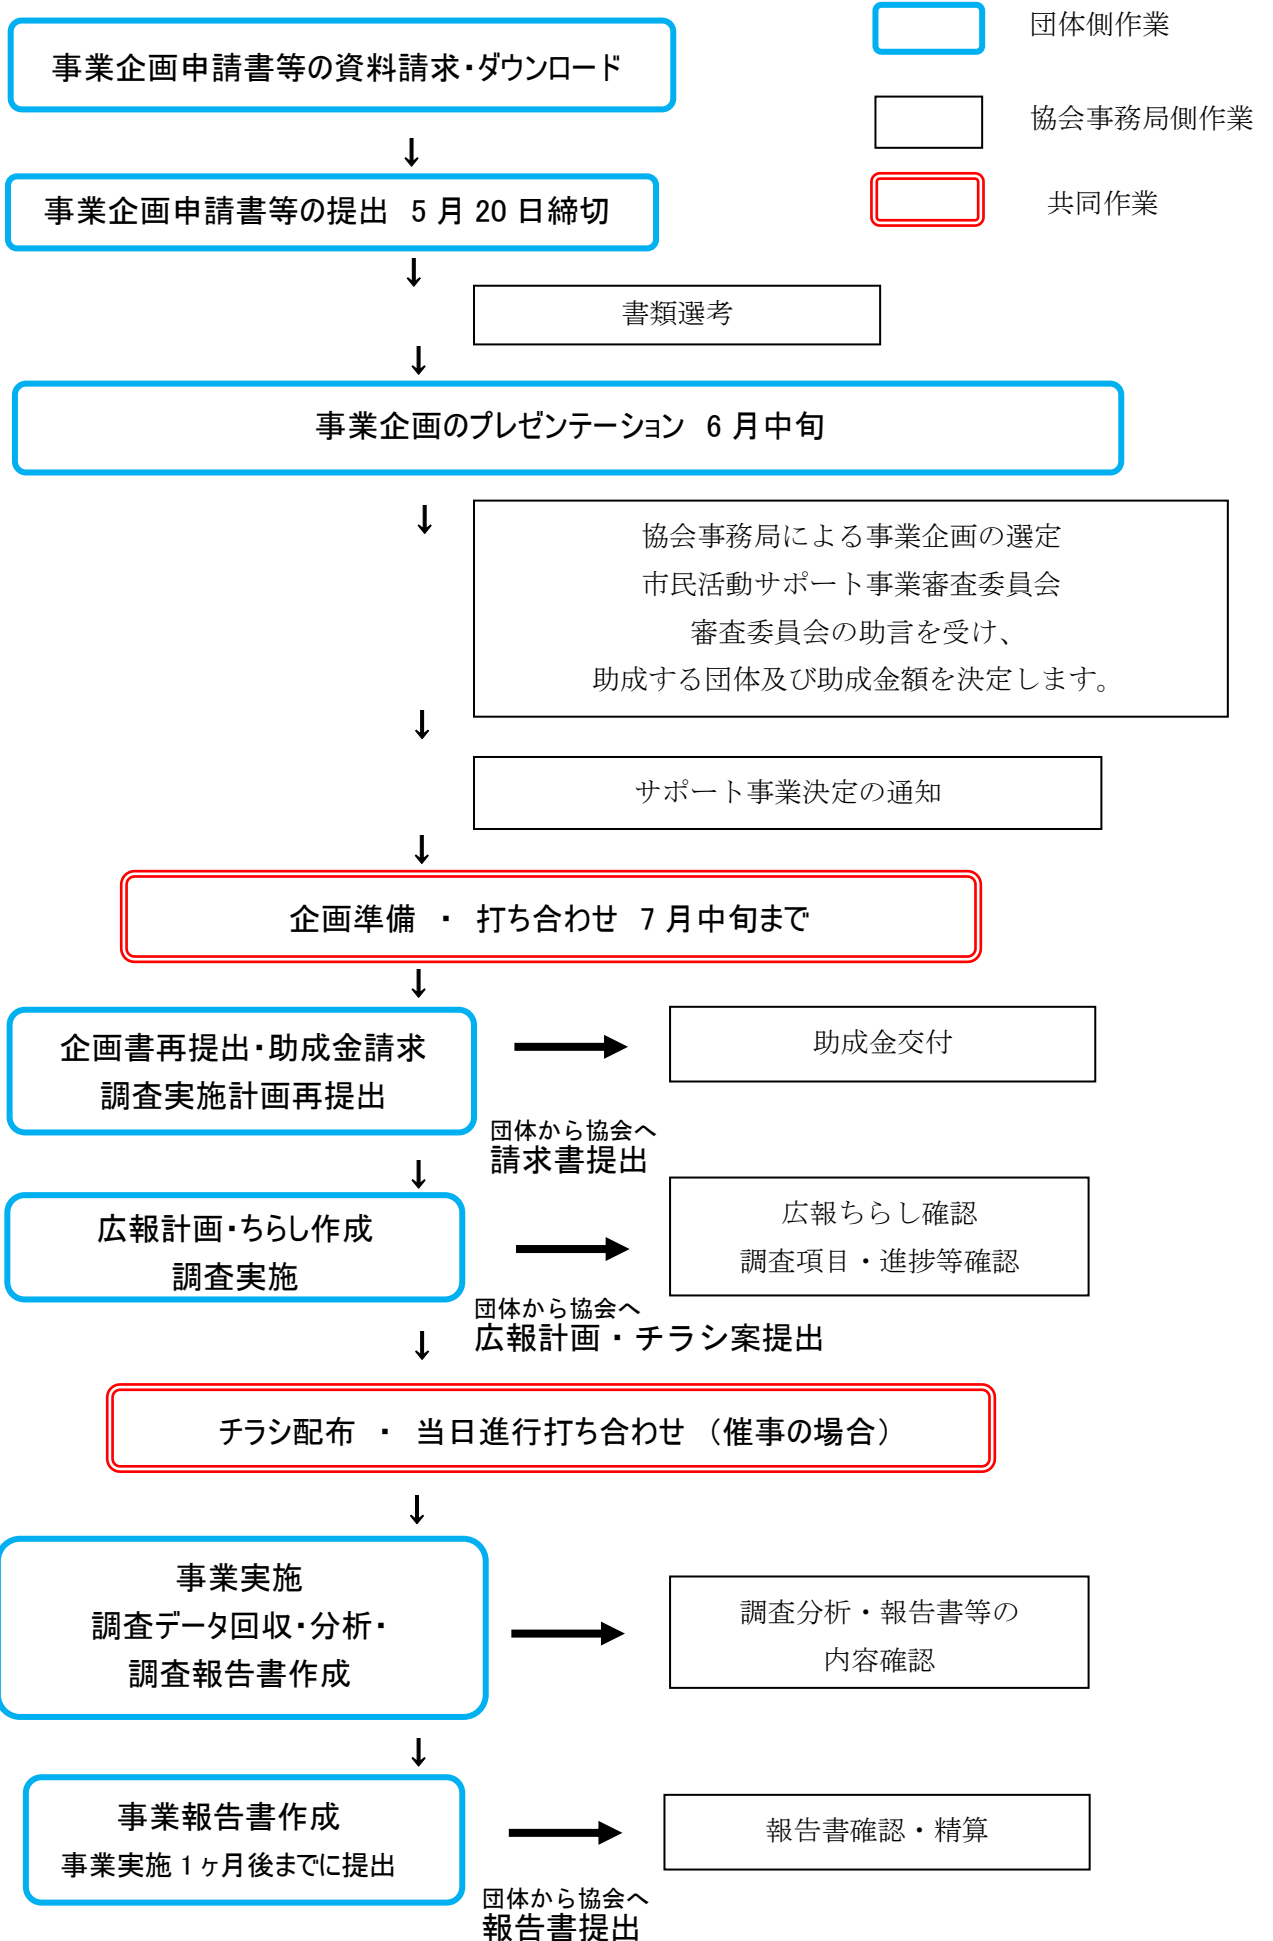 団体側作業
事業企画申請書等の資料請求・ダウンロード
協会事務局側作業
共同作業
事業企画申請書等の提出 5月20日締切
書類選考
事業企画のプレゼンテーション 6月中旬
協会事務局による事業企画の選定
市民活動サポート事業審査委員会
審査委員会の助言を受け、
助成する団体及び助成金額を決定します。
サポート事業決定の通知
企画準備 ・ 打ち合わせ 7月中旬まで
企画書再提出・助成金請求
調査実施計画再提出
助成金交付
団体から協会へ
請求書提出
広報計画・ちらし作成
調査実施
広報ちらし確認
調査項目・進捗等確認
団体から協会へ
広報計画・チラシ案提出
チラシ配布 ・ 当日進行打ち合わせ (催事の場合)
事業実施
調査データ回収・分析・
調査報告書作成
調査分析・報告書等の
内容確認
事業報告書作成
事業実施1ヶ月後までに提出
報告書確認・精算
団体から協会へ
報告書提出